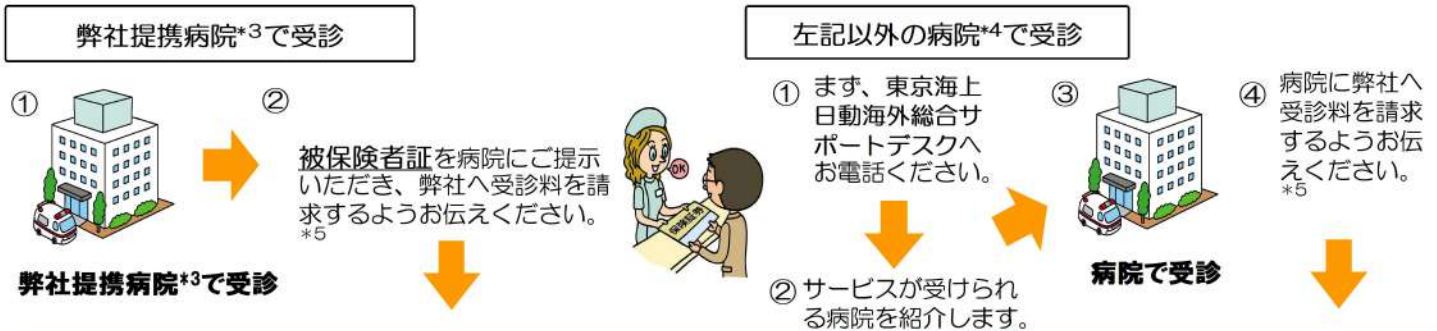 弊社提携病院*3で受診
①
②
被保険者証を病院にご提示
いただき、弊社へ受診料を請
求するようお伝えください。
*5
弊社提携病院*3で受診
OK
保険証券
左記以外の病院*4で受診
① まず、東京海上
日動海外総合サ
ポートデスクへ
お電話ください。
② サービスが受けられ
る病院を紹介します。
③
病院で受診
④ 病院に弊社へ
受診料を請求
するようお伝
えください。
*5